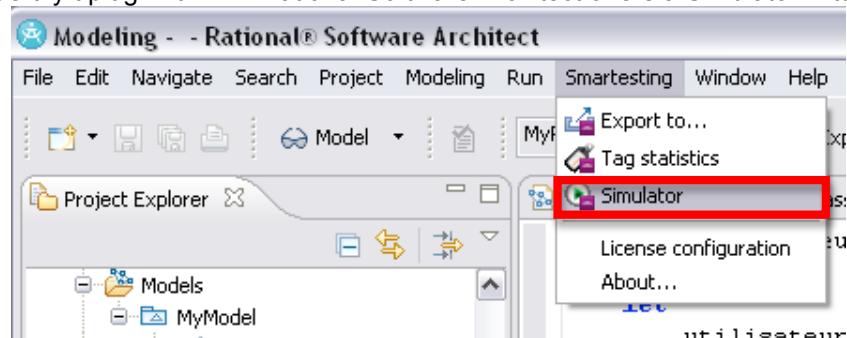 Modeling - - Rational® Software Architect
File Edit Navigate Search Project Modeling Run Smartesting Window Help
Model
Export to...
Tag statistics
Project Explorer
Simulator
License configuration
Models
About...
MyModel
let
utilisateur